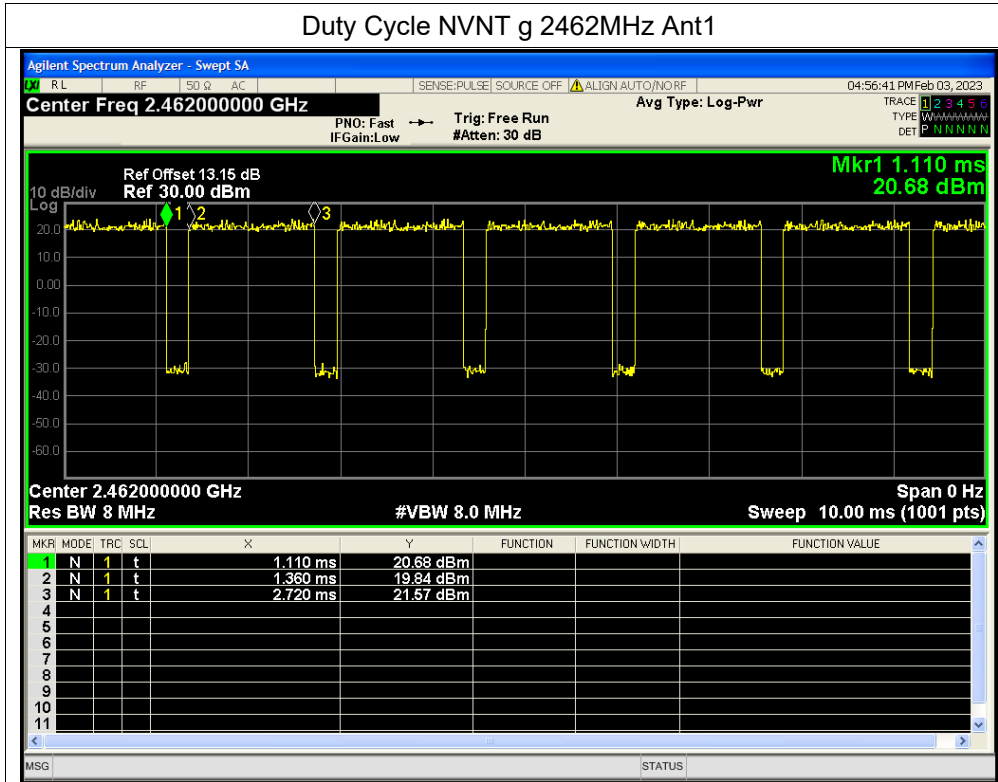 Duty Cycle NVNT g 2462MHz Ant1
Agilent Spectrum Analyzer - Swept SA
LXI RL RF 50 Ω AC SENSE:PULSE SOURCE OFF ALIGN AUTO/NO RF 04:56:41 PM Feb 03, 2023
Center Freq 2.462000000 GHz Avg Type: Log-Pwr TRACE 1 2 3 4 5 6
PNO: Fast Trig: Free Run TYPE WWWWWW
IFGain:Low #Atten: 30 dB DET P N N N N N
Mkr1 1.110 ms
Ref Offset 13.15 dB
10 dB/div Ref 30.00 dBm 20.68 dBm
Log
1 2 3
20.0
10.0
0.00
-10.0
-20.0
-30.0
-40.0
-50.0
-60.0
Center 2.462000000 GHz Span 0 Hz
Res BW 8 MHz #VBW 8.0 MHz Sweep 10.00 ms (1001 pts)
MKR MODE TRC SCL X Y FUNCTION FUNCTION WIDTH FUNCTION VALUE
1 N 1 t 1.110 ms 20.68 dBm
2 N 1 t 1.360 ms 19.84 dBm
3 N 1 t 2.720 ms 21.57 dBm
4
5
6
7
8
9
10
11
MSG STATUS